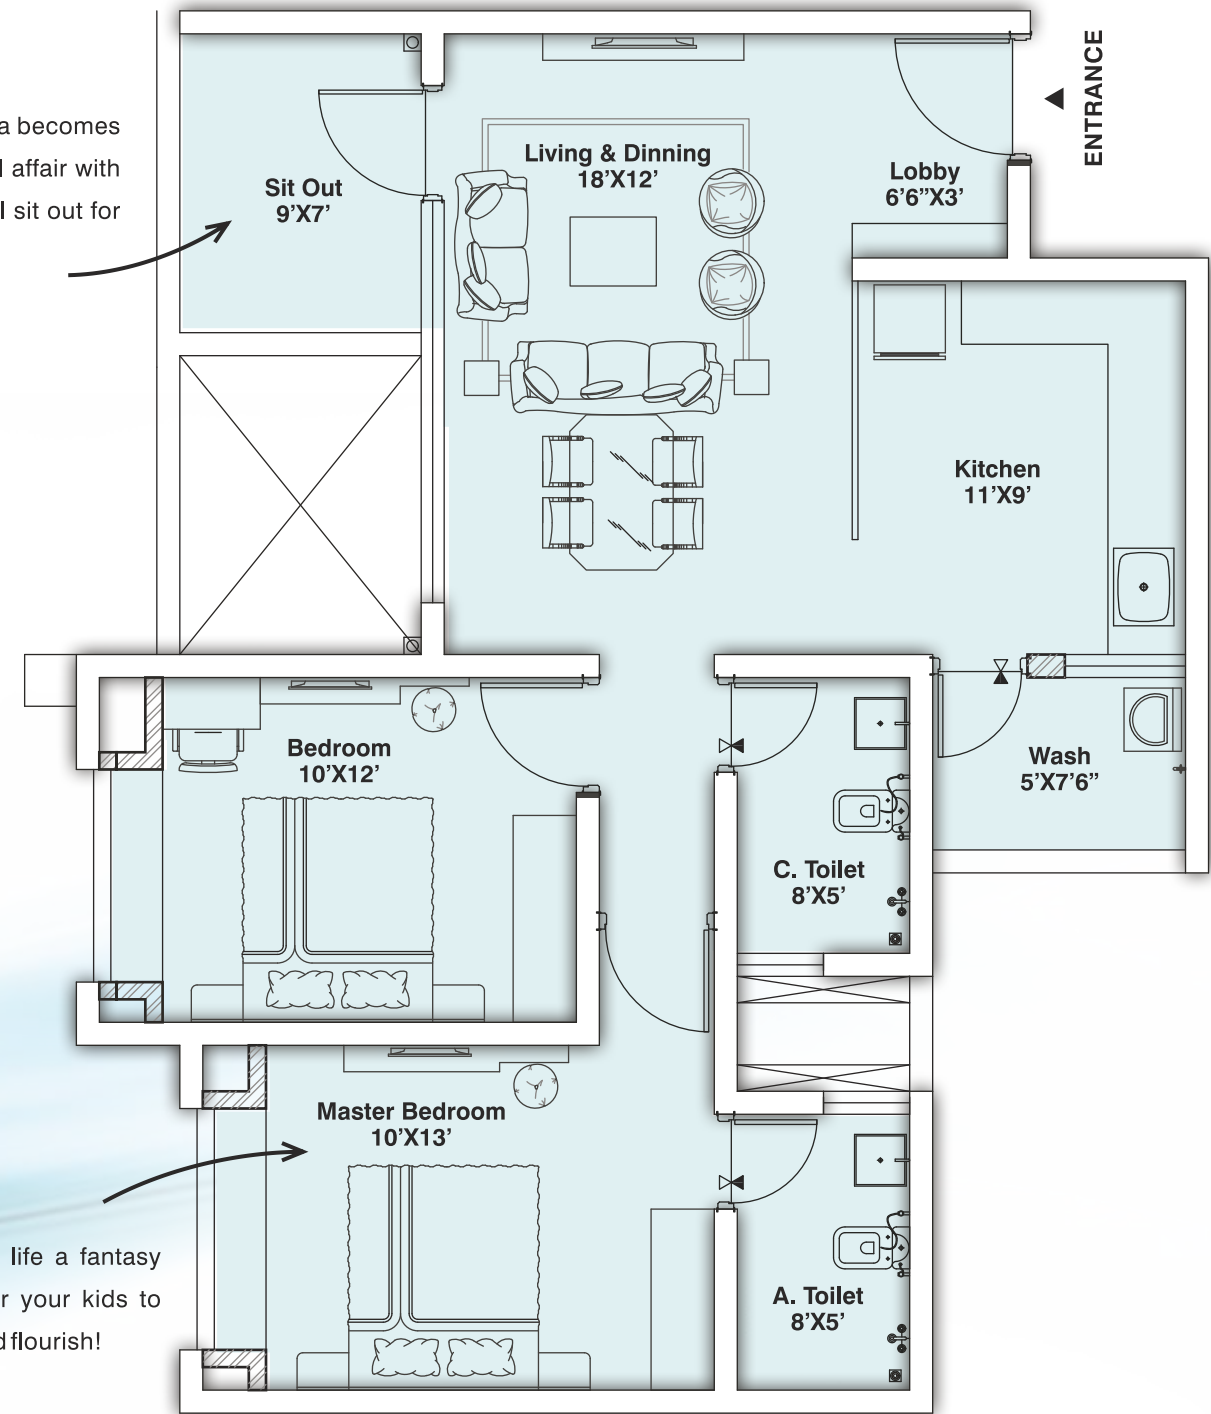 ENTRANCE
a becomes
affair with
sit out for
Sit Out
9’X7’
Living & Dinning
18’X12’
Lobby
6’6”X3’
Kitchen
11’X9’
Bedroom
10’X12’
Wash
5’X7’6”
C. Toilet
8’X5’
Master Bedroom
10’X13’
life a fantasy
your kids to
flourish!
A. Toilet
8’X5’